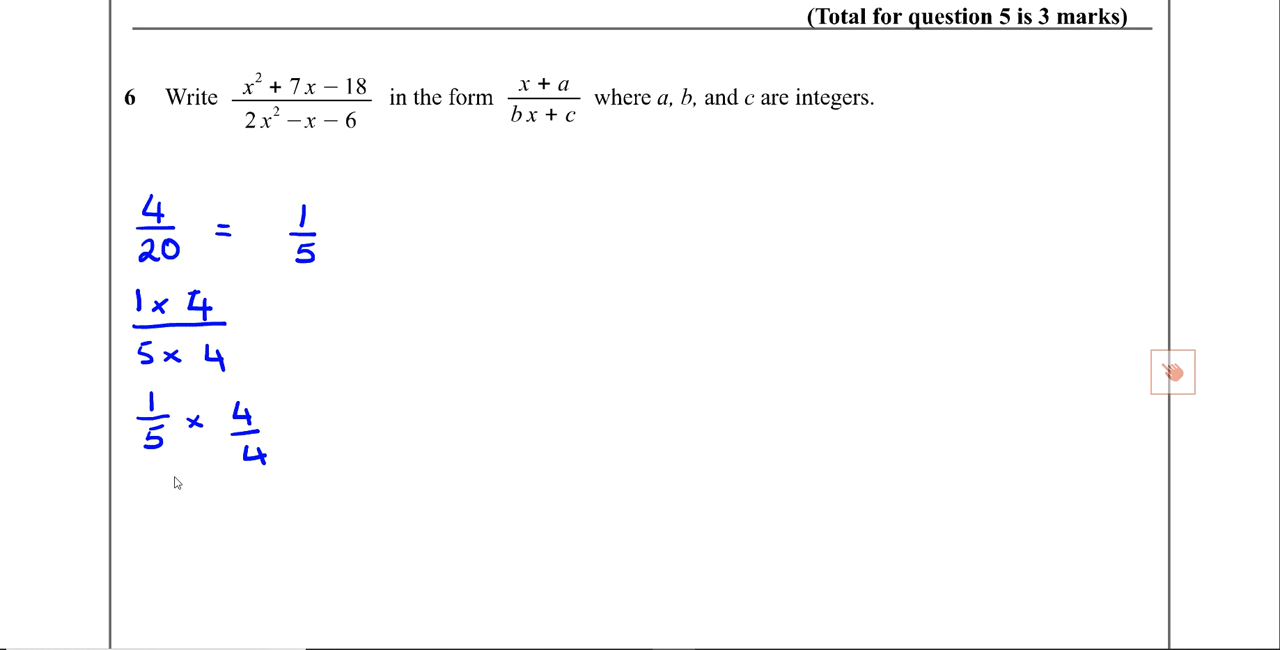 (Total for question 5 is 3 marks)
6 Write (x² + 7x − 18)/(2x² − x − 6) in the form (x + a)/(bx + c) where a, b, and c are integers.
4/20 = 1/5
(1 × 4)/(5 × 4)
1/5 × 4/4